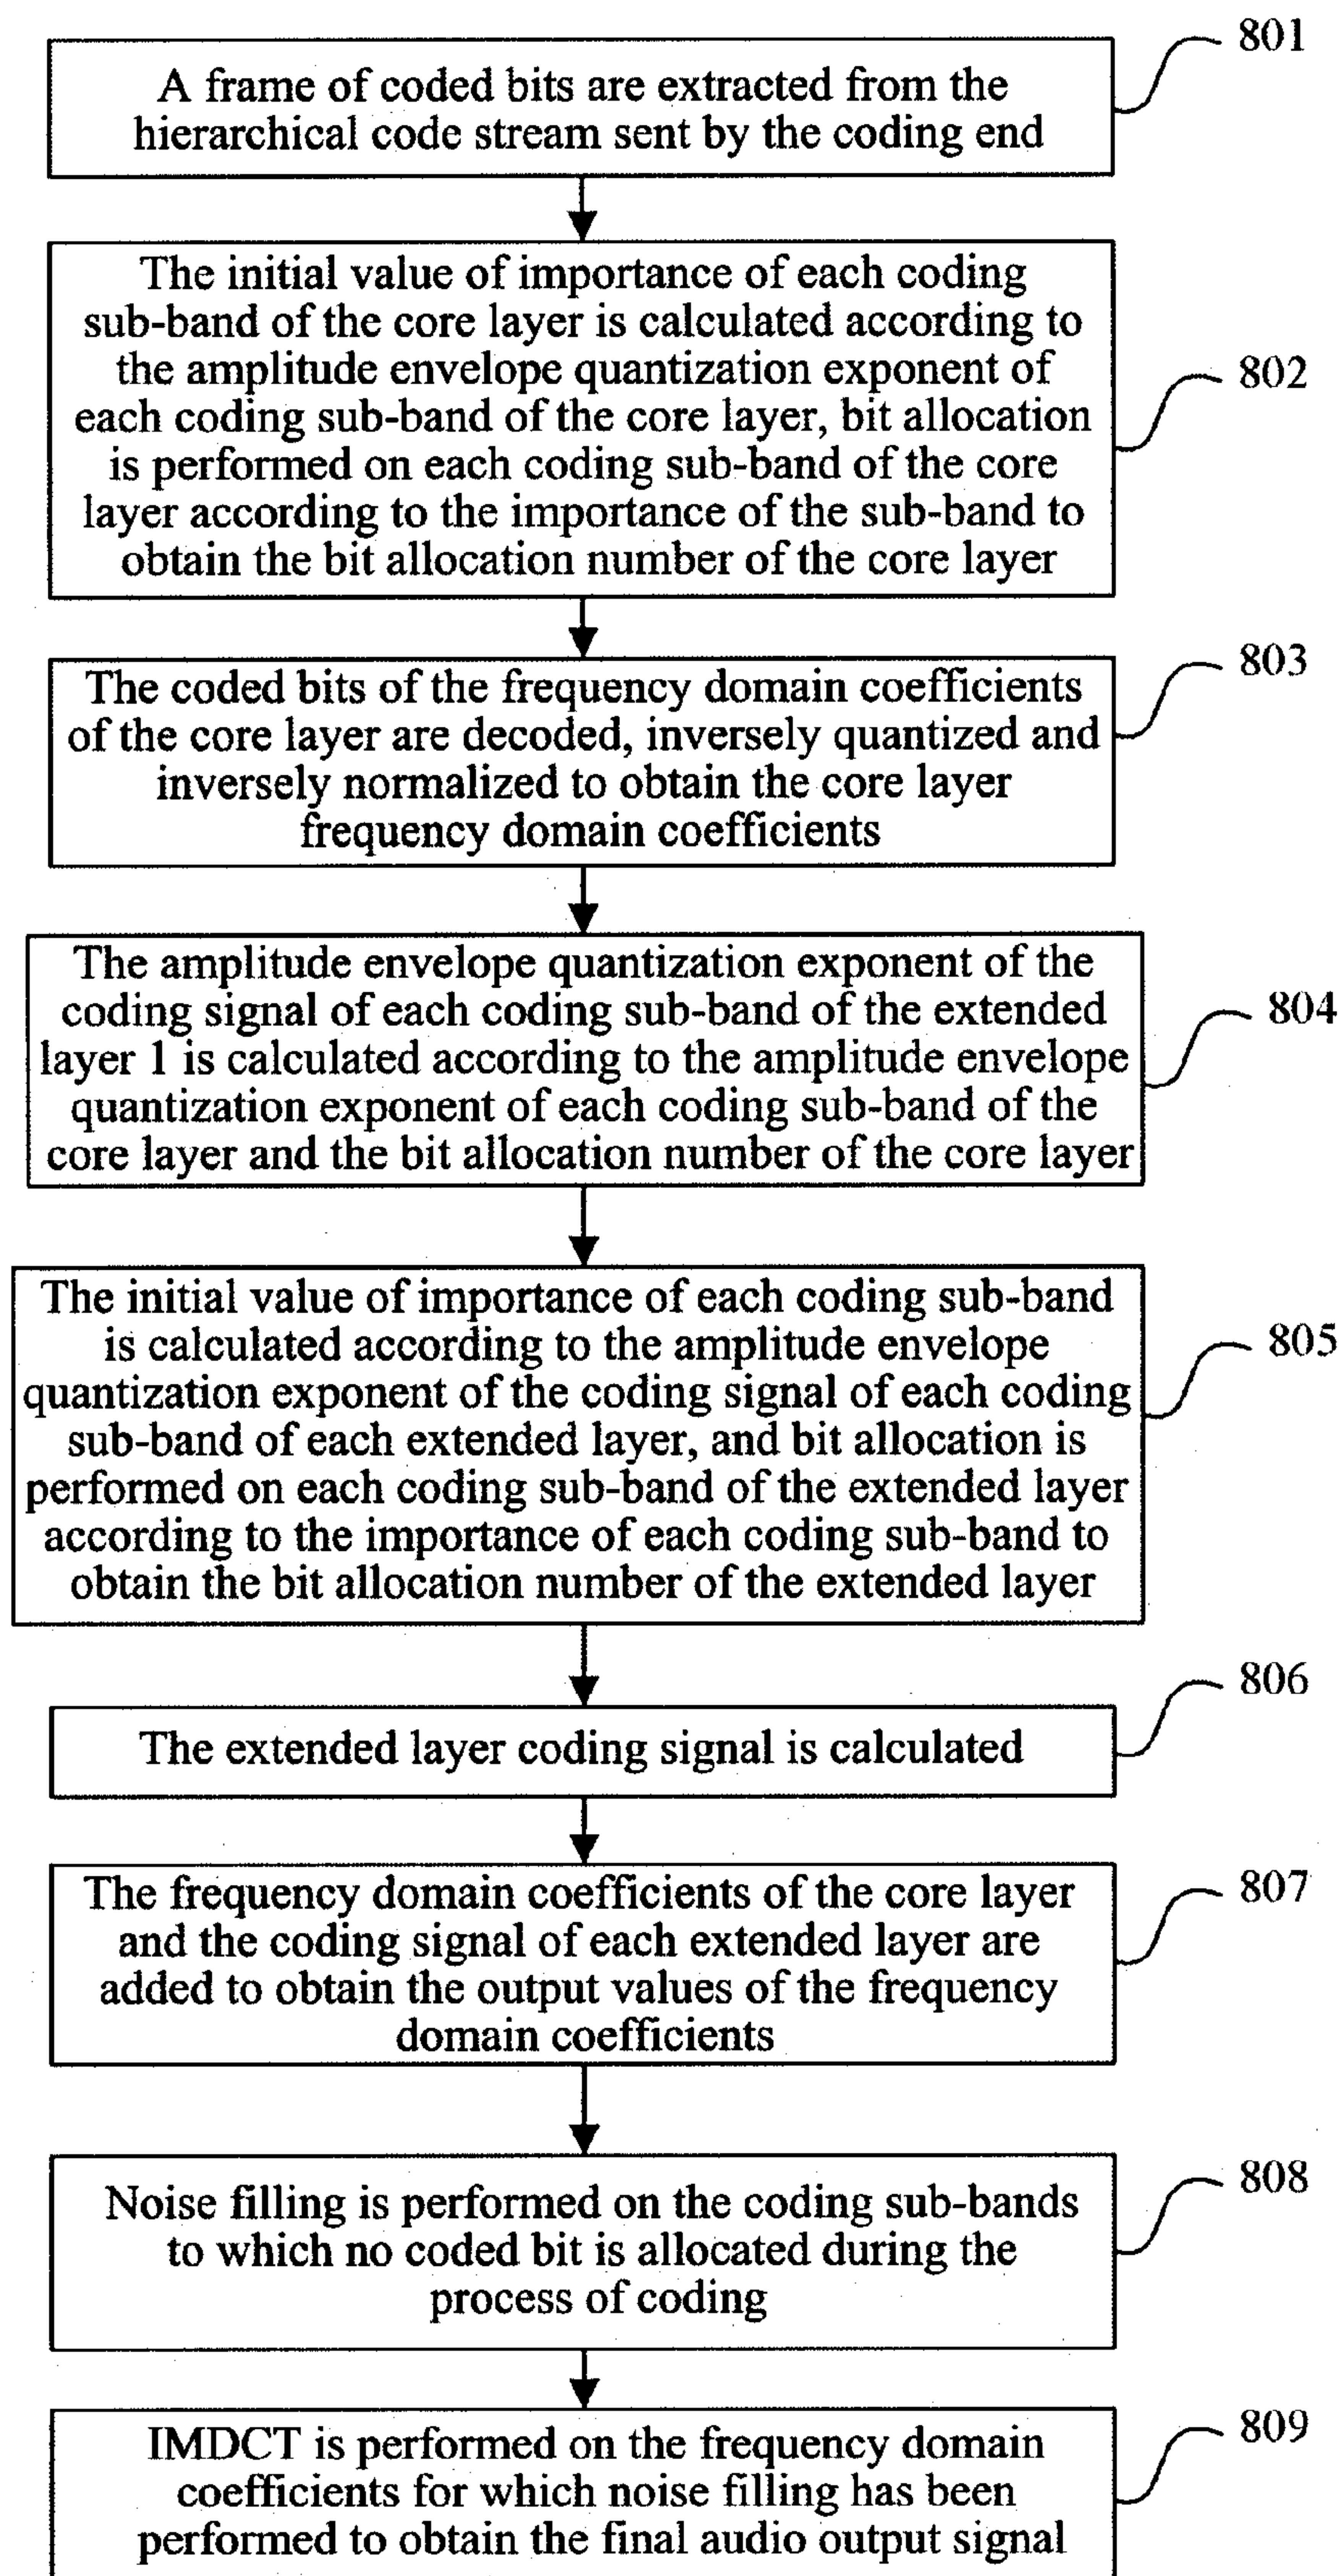 801
A frame of coded bits are extracted from the
hierarchical code stream sent by the coding end
The initial value of importance of each coding
sub-band of the core layer is calculated according to
the amplitude envelope quantization exponent of
each coding sub-band of the core layer, bit allocation
is performed on each coding sub-band of the core
layer according to the importance of the sub-band to
obtain the bit allocation number of the core layer
802
The coded bits of the frequency domain coefficients
of the core layer are decoded, inversely quantized and
inversely normalized to obtain the core layer
frequency domain coefficients
803
The amplitude envelope quantization exponent of the
coding signal of each coding sub-band of the extended
layer 1 is calculated according to the amplitude envelope
quantization exponent of each coding sub-band of the
core layer and the bit allocation number of the core layer
804
The initial value of importance of each coding sub-band
is calculated according to the amplitude envelope
quantization exponent of the coding signal of each coding
sub-band of each extended layer, and bit allocation is
performed on each coding sub-band of the extended layer
according to the importance of each coding sub-band to
obtain the bit allocation number of the extended layer
805
The extended layer coding signal is calculated
806
The frequency domain coefficients of the core layer
and the coding signal of each extended layer are
added to obtain the output values of the frequency
domain coefficients
807
Noise filling is performed on the coding sub-bands
to which no coded bit is allocated during the
process of coding
808
IMDCT is performed on the frequency domain
coefficients for which noise filling has been
performed to obtain the final audio output signal
809